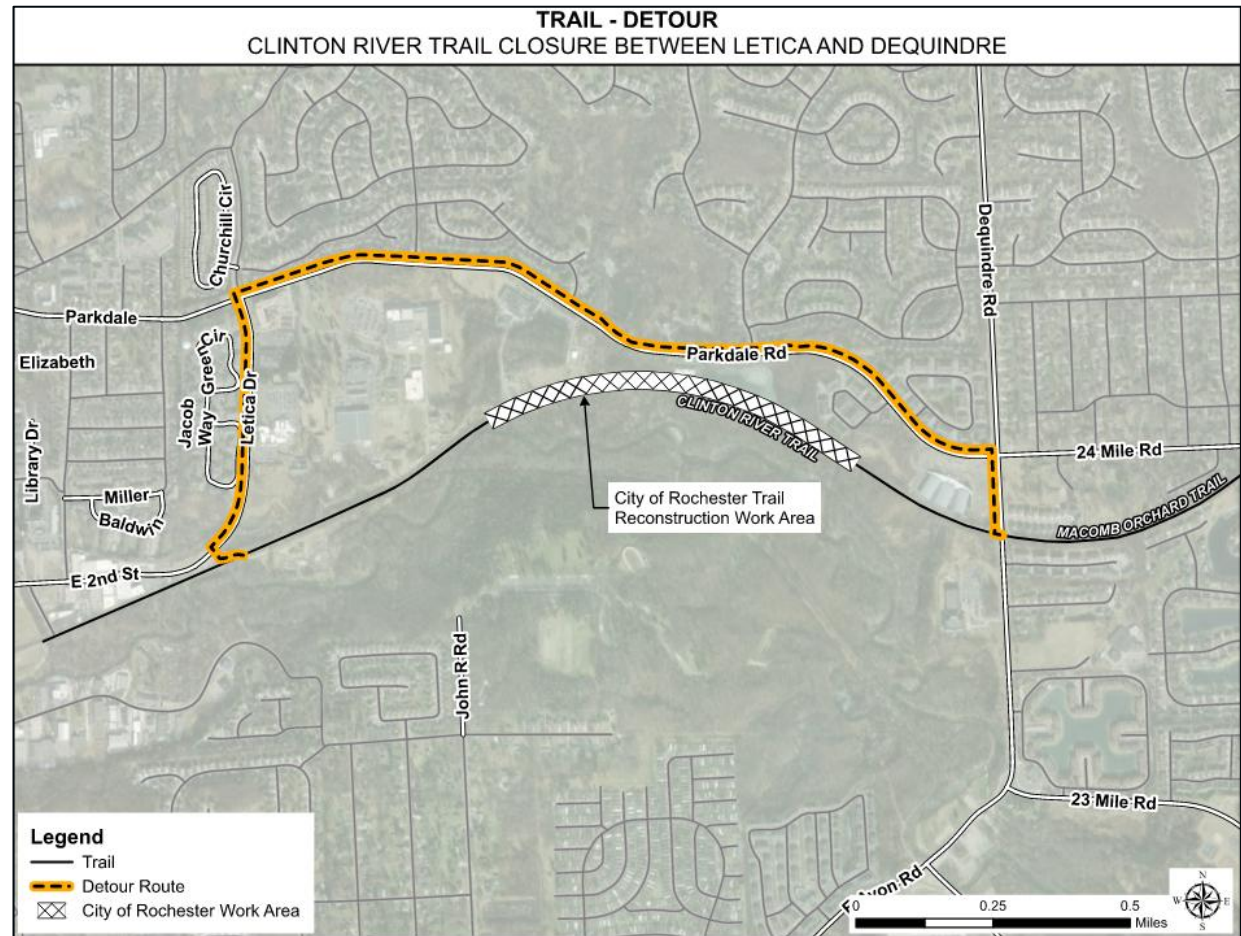 TRAIL - DETOUR
CLINTON RIVER TRAIL CLOSURE BETWEEN LETICA AND DEQUINDRE
Churchill Cir
Dequindre Rd
Parkdale
Elizabeth
Green Cir
Parkdale Rd
Jacob
Way
Letica Dr
CLINTON RIVER TRAIL
24 Mile Rd
Library Dr
MACOMB ORCHARD TRAIL
Miller
Baldwin
City of Rochester Trail
Reconstruction Work Area
E 2nd St
John R Rd
23 Mile Rd
Legend
Trail
Detour Route
City of Rochester Work Area
E Avon Rd
N
W E
S
0 0.25 0.5
Miles